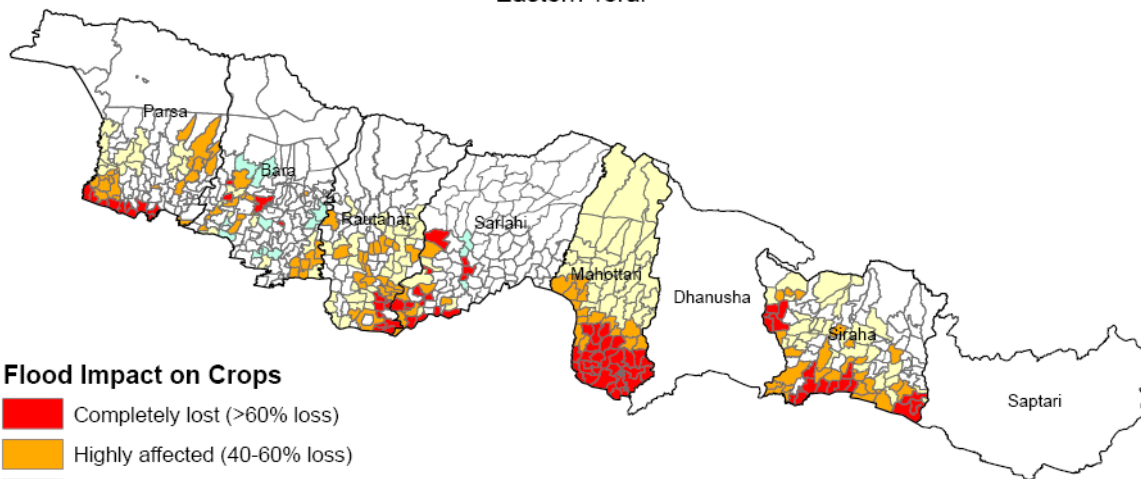 Parsa
Bara
Rautahat
Sarlahi
Mahottari
Dhanusha
Siraha
Saptari
Flood Impact on Crops
Completely lost (>60% loss)
Highly affected (40-60% loss)